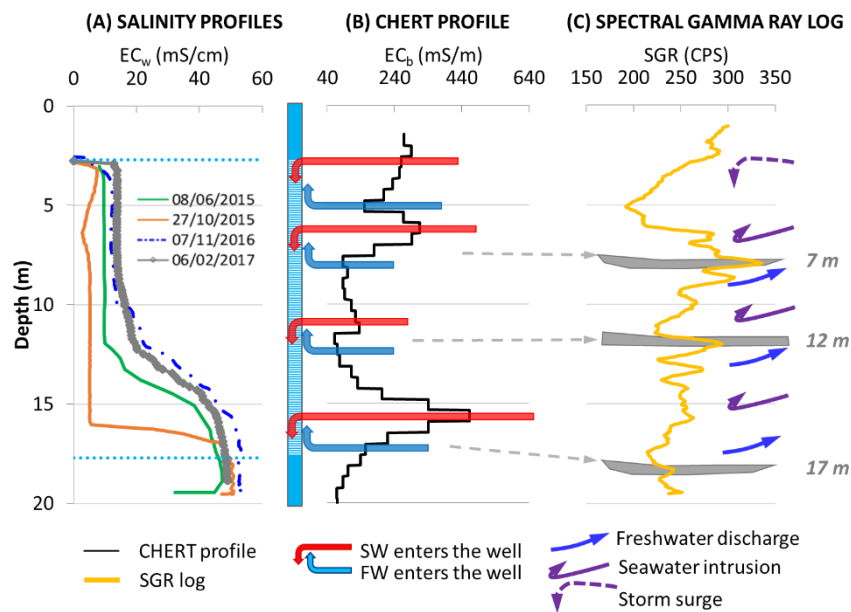 (A) SALINITY PROFILES
(B) CHERT PROFILE
(C) SPECTRAL GAMMA RAY LOG
ECw (mS/cm)
ECb (mS/m)
SGR (CPS)
0 20 40 60
40 240 440 640
150 200 250 300 350
Depth (m)
0
5
10
15
20
08/06/2015
27/10/2015
07/11/2016
06/02/2017
7 m
12 m
17 m
CHERT profile
SGR log
SW enters the well
FW enters the well
Freshwater discharge
Seawater intrusion
Storm surge